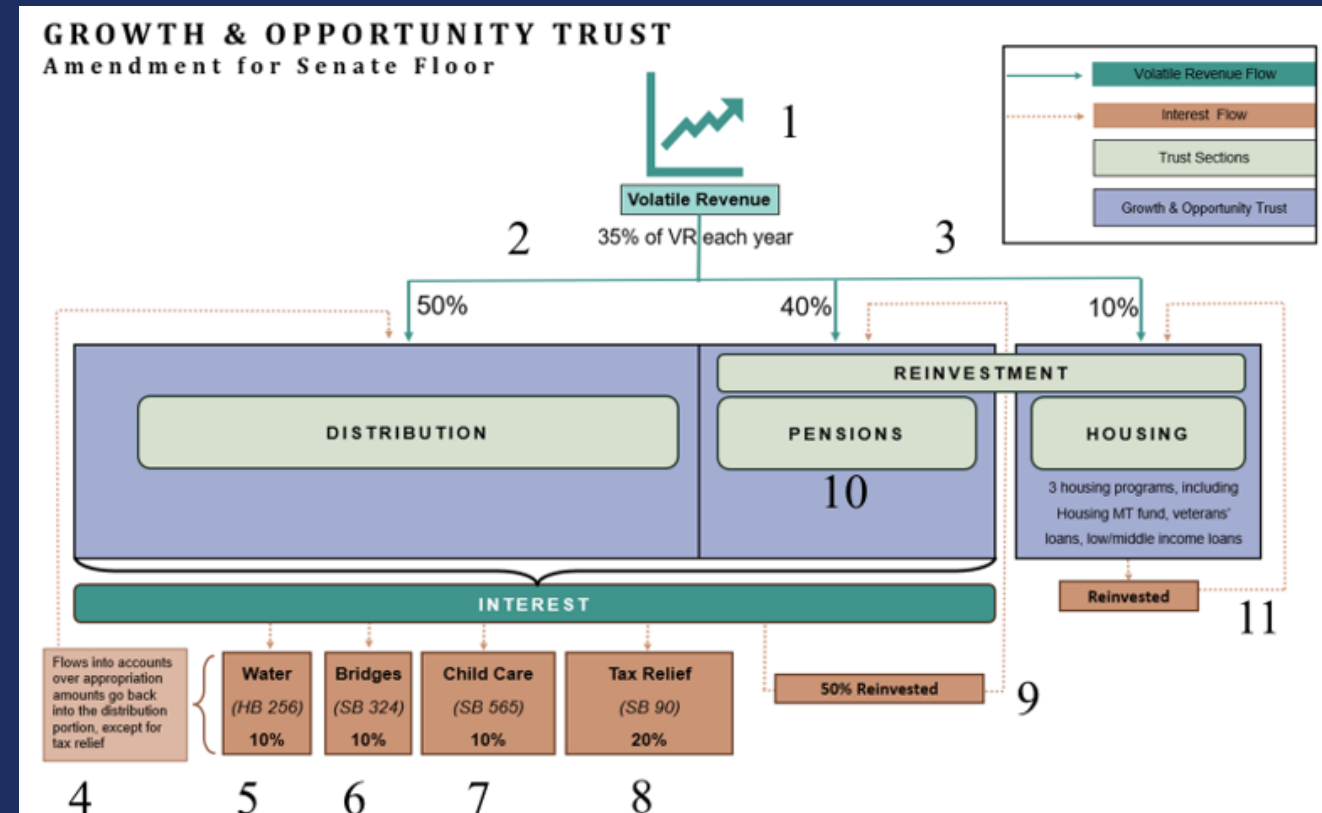 GROWTH & OPPORTUNITY TRUST
Amendment for Senate Floor
Volatile Revenue Flow
Interest Flow
Trust Sections
Growth & Opportunity Trust
1
Volatile Revenue
35% of VR each year
2
3
50%
40%
10%
REINVESTMENT
DISTRIBUTION
PENSIONS
HOUSING
10
3 housing programs, including
Housing MT fund, veterans'
loans, low/middle income loans
INTEREST
Reinvested
11
Flows into accounts
over appropriation
amounts go back
into the distribution
portion, except for
tax relief
Water
(HB 256)
10%
Bridges
(SB 324)
10%
Child Care
(SB 565)
10%
Tax Relief
(SB 90)
20%
50% Reinvested
9
4
5
6
7
8